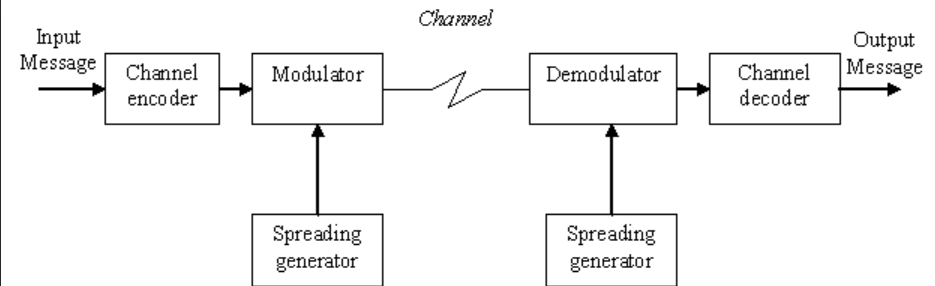 Channel
Input
Message
Channel
encoder
Modulator
Demodulator
Channel
decoder
Output
Message
Spreading
generator
Spreading
generator